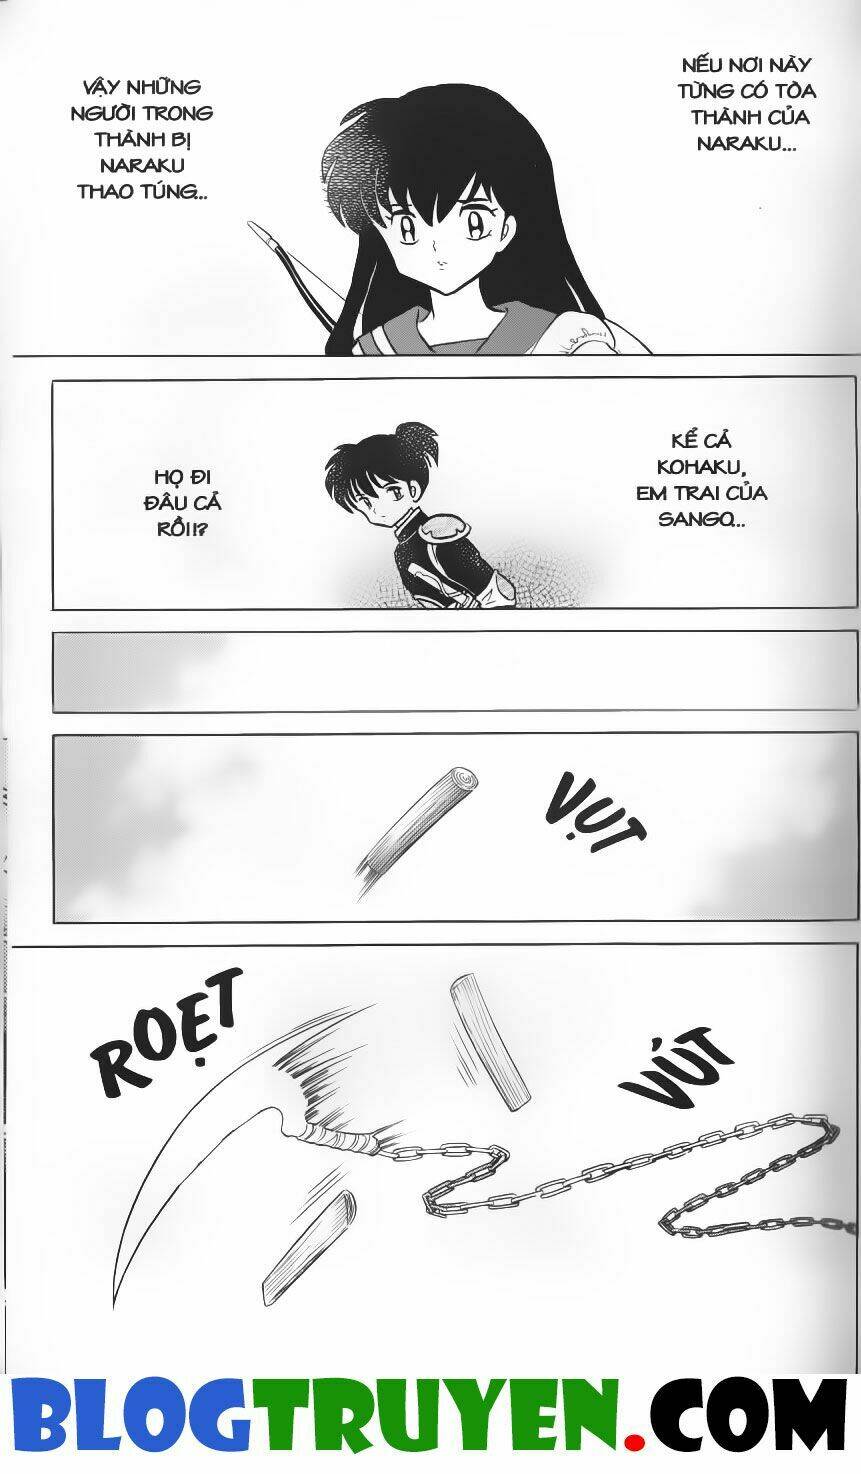 NẾU NƠI NÀY
TỪNG CÓ TÒA
THÀNH CỦA
NARAKU...
VẬY NHỮNG
NGƯỜI TRONG
THÀNH BỊ
NARAKU
THAO TÚNG...
KỂ CẢ
KOHAKU,
EM TRAI CỦA
SANGO...
HỌ ĐI
ĐÂU CẢ
RỒI!?
VỤT
ROẸT
VÚT
BLOGTRUYEN.COM